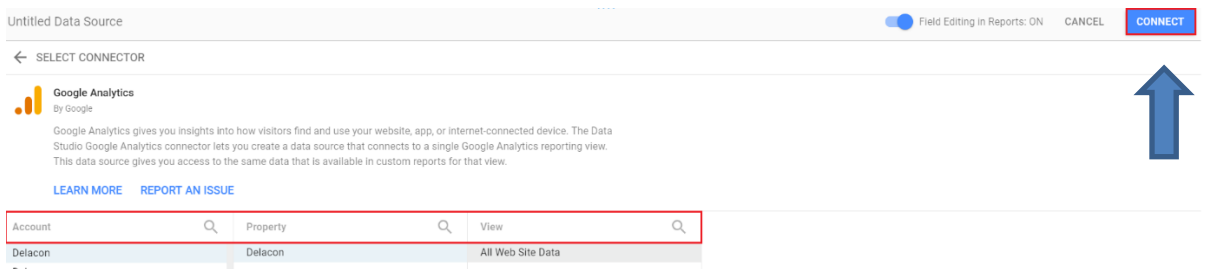 Untitled Data Source Field Editing in Reports: ON CANCEL CONNECT
← SELECT CONNECTOR
Google Analytics
By Google
Google Analytics gives you insights into how visitors find and use your website, app, or internet-connected device. The Data
Studio Google Analytics connector lets you create a data source that connects to a single Google Analytics reporting view.
This data source gives you access to the same data that is available in custom reports for that view.
LEARN MORE REPORT AN ISSUE
Account Property View
Delacon Delacon All Web Site Data